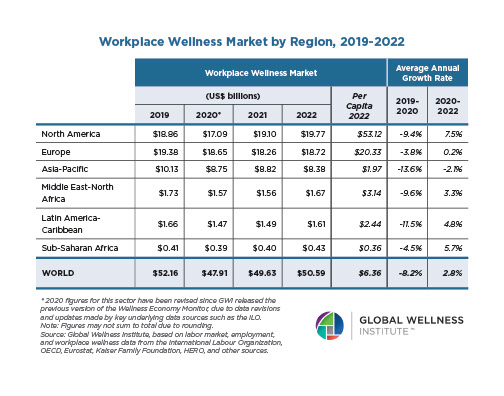 Workplace Wellness Market by Region, 2019-2022
Workplace Wellness Market Average Annual Growth Rate
(US$ billions) Per Capita 2022 2019-2020 2020-2022
2019 2020* 2021 2022
North America $18.86 $17.09 $19.10 $19.77 $53.12 -9.4% 7.5%
Europe $19.38 $18.65 $18.26 $18.72 $20.33 -3.8% 0.2%
Asia-Pacific $10.13 $8.75 $8.82 $8.38 $1.97 -13.6% -2.1%
Middle East-North Africa $1.73 $1.57 $1.56 $1.67 $3.14 -9.6% 3.3%
Latin America-Caribbean $1.66 $1.47 $1.49 $1.61 $2.44 -11.5% 4.8%
Sub-Saharan Africa $0.41 $0.39 $0.40 $0.43 $0.36 -4.5% 5.7%
WORLD $52.16 $47.91 $49.63 $50.59 $6.36 -8.2% 2.8%
* 2020 figures for this sector have been revised since GWI released the
previous version of the Wellness Economy Monitor, due to data revisions
and updates made by key underlying data sources such as the ILO.
Note: Figures may not sum to total due to rounding.
Source: Global Wellness Institute, based on labor market, employment,
and workplace wellness data from the International Labour Organization,
OECD, Eurostat, Kaiser Family Foundation, HERO, and other sources.
GLOBAL WELLNESS
INSTITUTE™